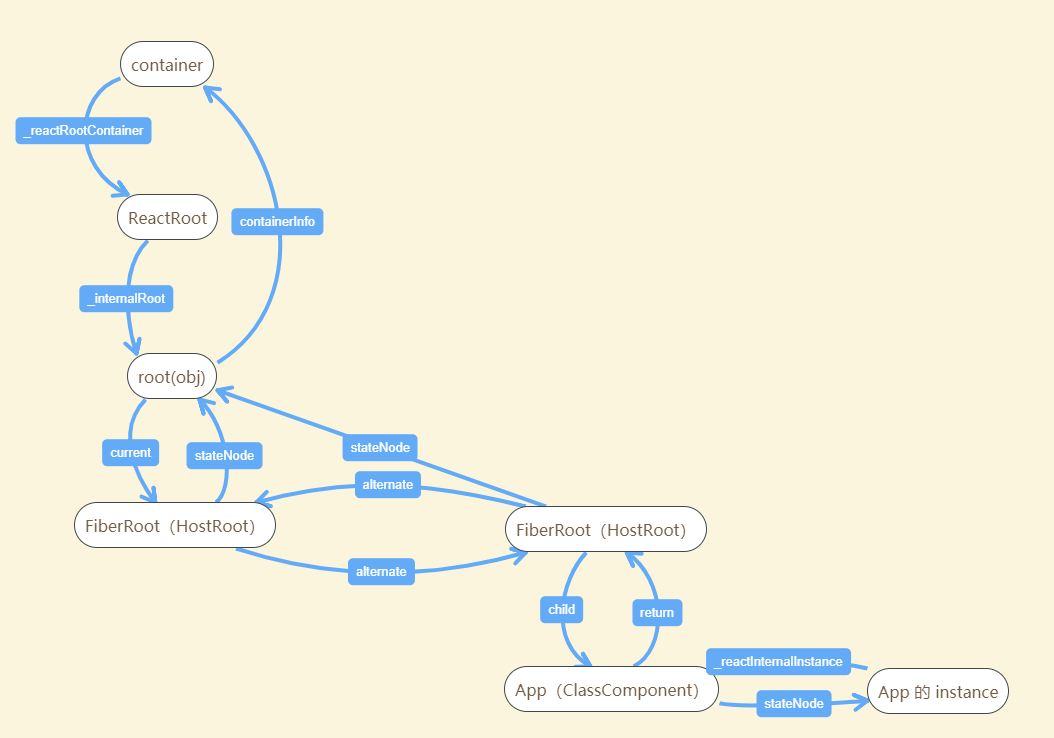 container
_reactRootContainer
ReactRoot
containerInfo
_internalRoot
root(obj)
current
stateNode
stateNode
alternate
FiberRoot（HostRoot）
FiberRoot（HostRoot）
alternate
child
return
_reactInternalInstance
App（ClassComponent）
App 的 instance
stateNode